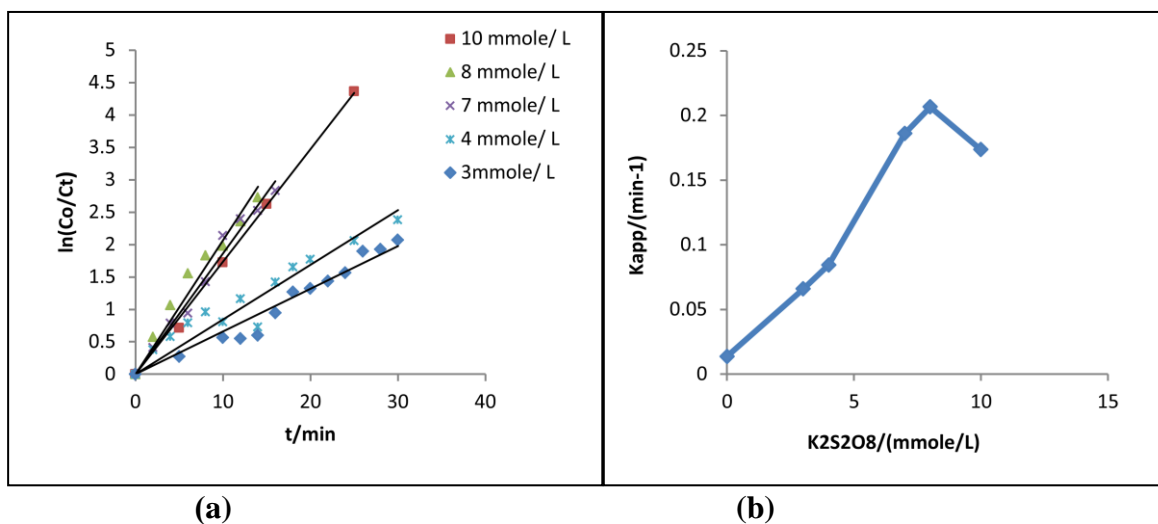 10 mmole/ L
8 mmole/ L
7 mmole/ L
4 mmole/ L
3mmole/ L
5
4.5
4
3.5
3
2.5
2
1.5
1
0.5
0
ln(Co/Ct)
0 10 20 30 40
t/min
(a)
0.25
0.2
0.15
0.1
0.05
0
Kapp/(min-1)
0 5 10 15
K2S2O8/(mmole/L)
(b)